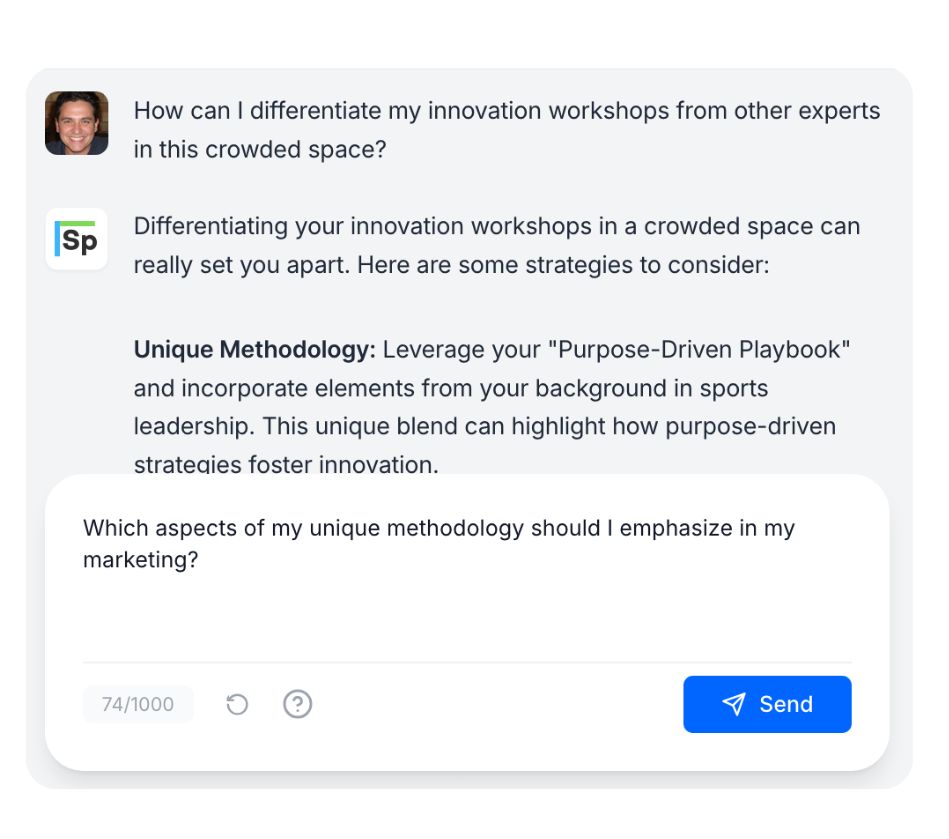 How can I differentiate my innovation workshops from other experts
in this crowded space?
Sp
Differentiating your innovation workshops in a crowded space can
really set you apart. Here are some strategies to consider:
Unique Methodology: Leverage your "Purpose-Driven Playbook"
and incorporate elements from your background in sports
leadership. This unique blend can highlight how purpose-driven
strategies foster innovation.
Which aspects of my unique methodology should I emphasize in my
marketing?
74/1000
?
Send